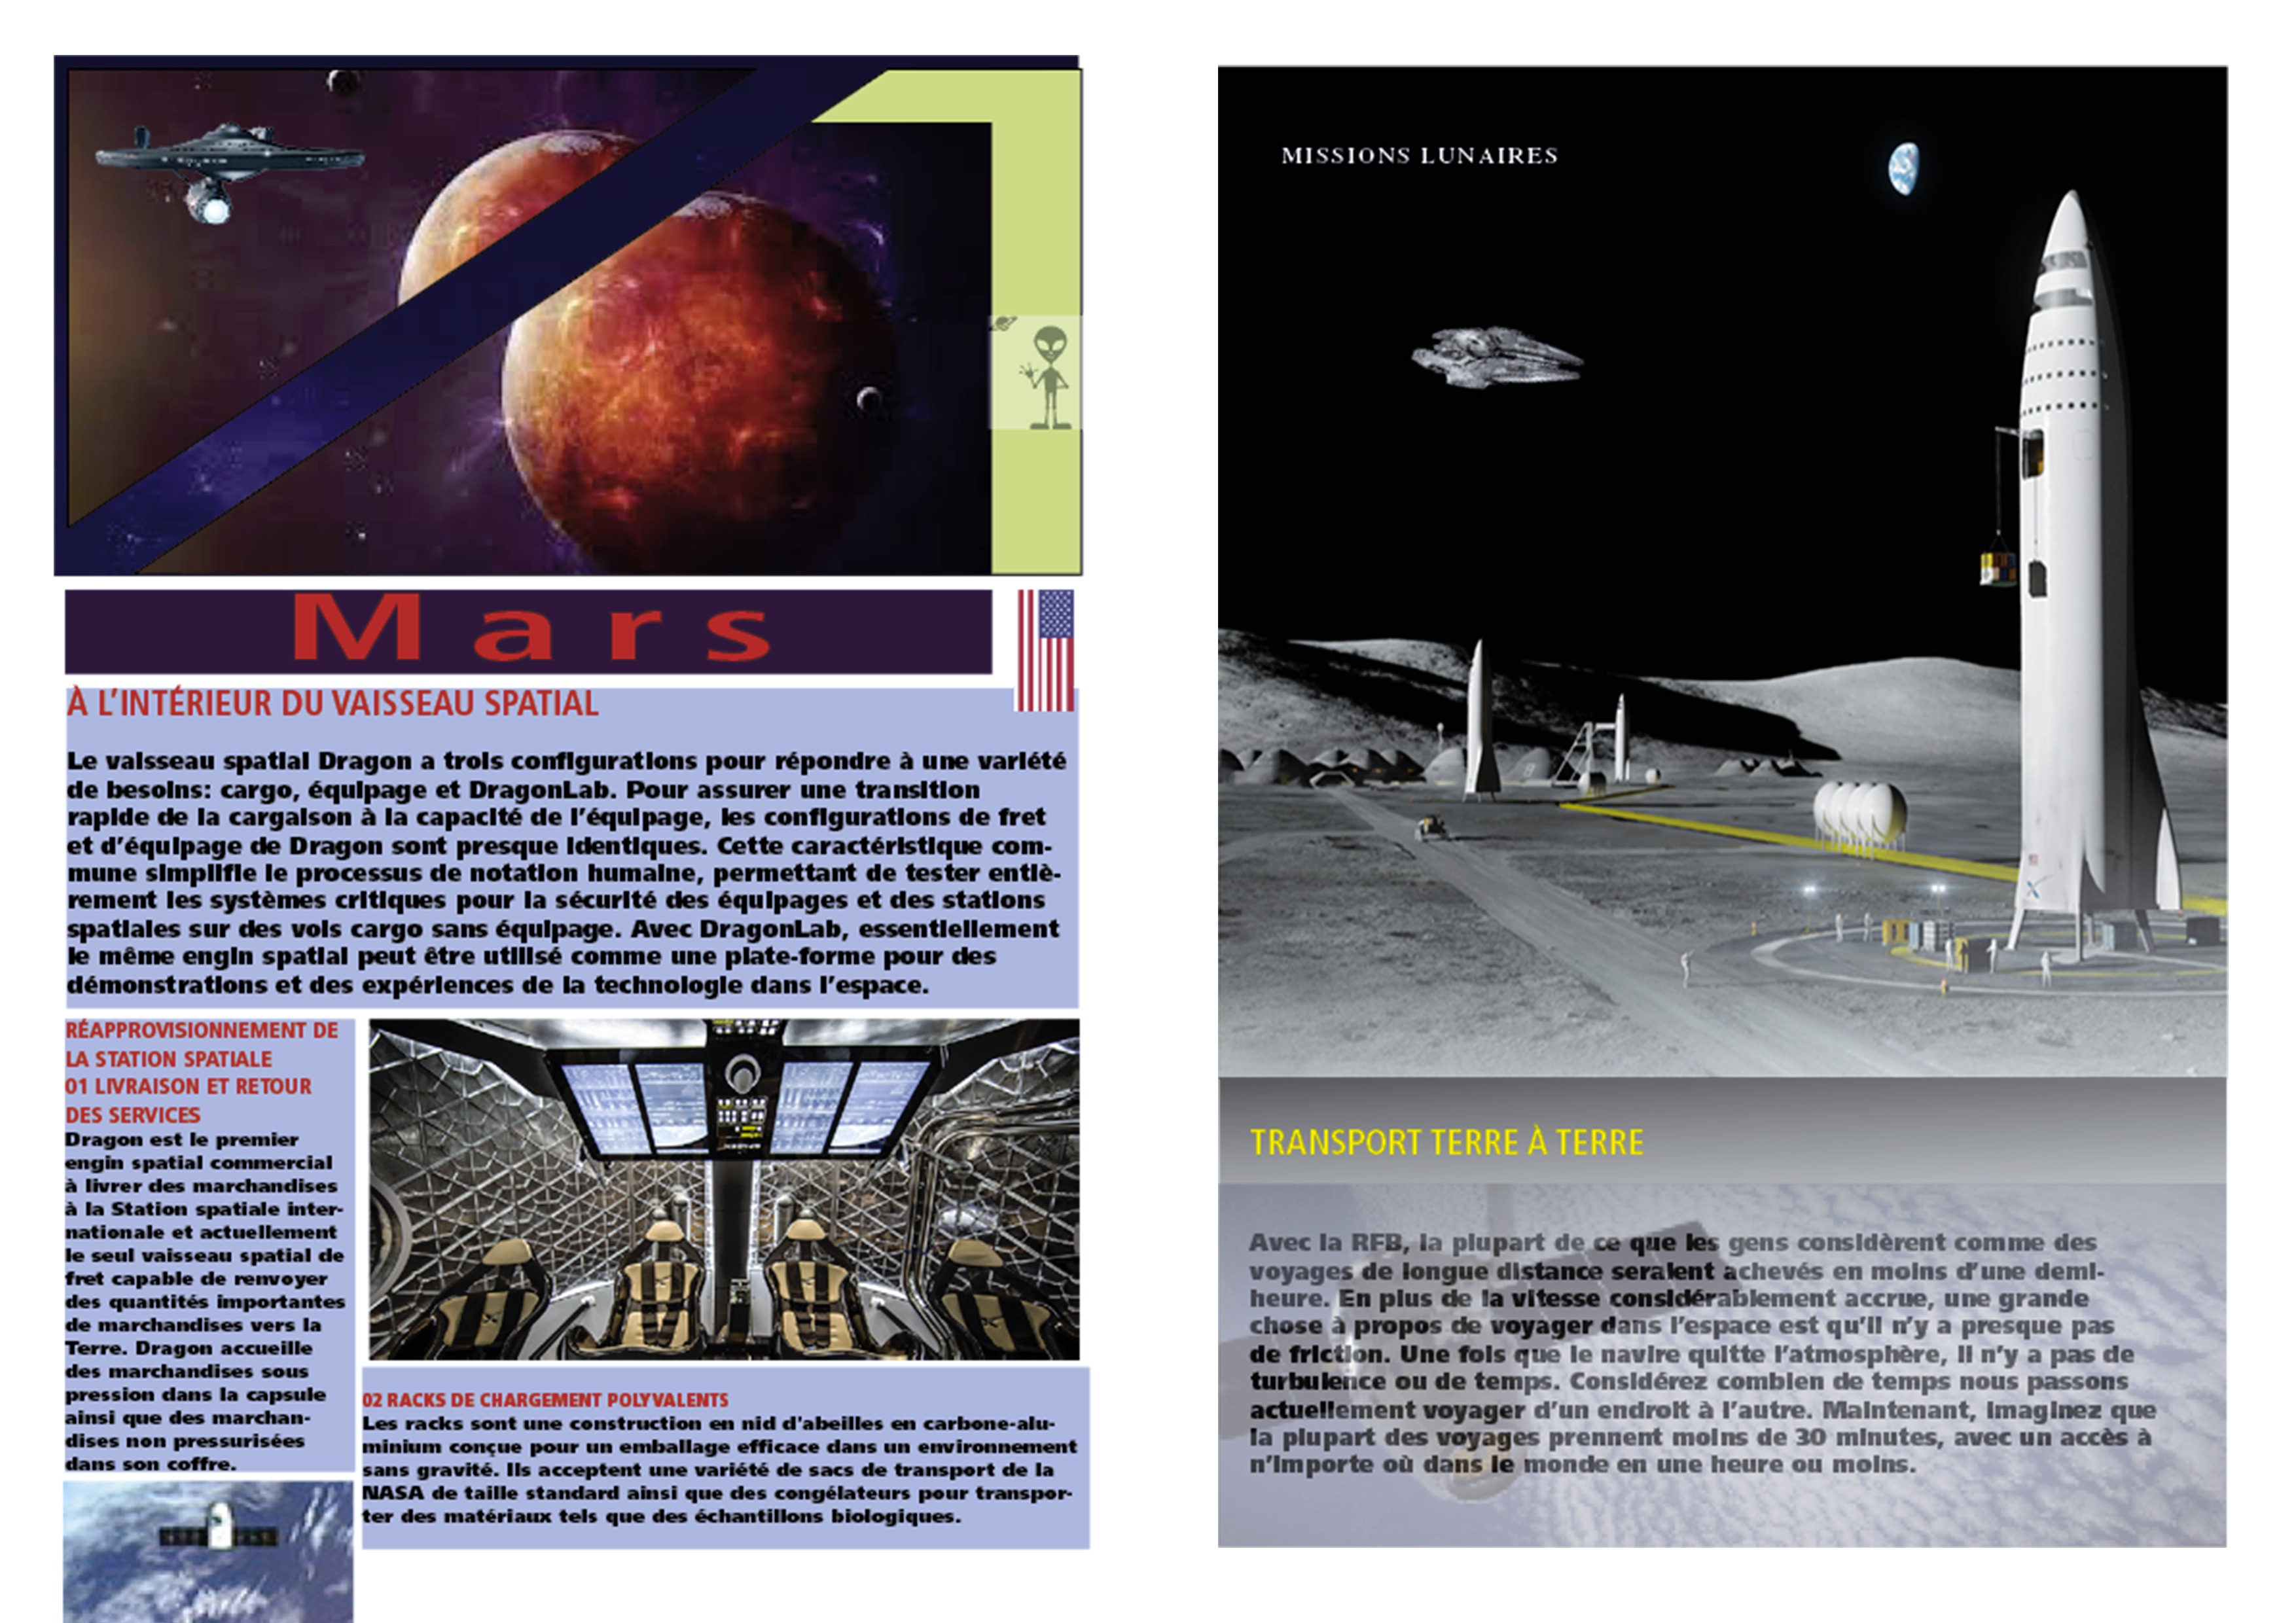 Mars
À L'INTÉRIEUR DU VAISSEAU SPATIAL
Le vaisseau spatial Dragon a trois configurations pour répondre à une variété
de besoins: cargo, équipage et DragonLab. Pour assurer une transition
rapide de la cargaison à la capacité de l'équipage, les configurations de fret
et d'équipage de Dragon sont presque identiques. Cette caractéristique com-
mune simplifie le processus de notation humaine, permettant de tester entiè-
rement les systèmes critiques pour la sécurité des équipages et des stations
spatiales sur des vols cargo sans équipage. Avec DragonLab, essentiellement
le même engin spatial peut être utilisé comme une plate-forme pour des
démonstrations et des expériences de la technologie dans l'espace.
RÉAPPROVISIONNEMENT DE
LA STATION SPATIALE
01 LIVRAISON ET RETOUR
DES SERVICES
Dragon est le premier
engin spatial commercial
à livrer des marchandises
à la Station spatiale inter-
nationale et actuellement
le seul vaisseau spatial de
fret capable de renvoyer
des quantités importantes
de marchandises vers la
Terre. Dragon accueille
des marchandises sous
pression dans la capsule
ainsi que des marchan-
dises non pressurisées
dans son coffre.
02 RACKS DE CHARGEMENT POLYVALENTS
Les racks sont une construction en nid d'abeilles en carbone-alu-
minium conçue pour un emballage efficace dans un environnement
sans gravité. Ils acceptent une variété de sacs de transport de la
NASA de taille standard ainsi que des congélateurs pour transpor-
ter des matériaux tels que des échantillons biologiques.
MISSIONS LUNAIRES
TRANSPORT TERRE À TERRE
Avec la RFB, la plupart de ce que les gens considèrent comme des
voyages de longue distance seraient achevés en moins d'une demi-
heure. En plus de la vitesse considérablement accrue, une grande
chose à propos de voyager dans l'espace est qu'il n'y a presque pas
de friction. Une fois que le navire quitte l'atmosphère, il n'y a pas de
turbulence ou de temps. Considérez combien de temps nous passons
actuellement voyager d'un endroit à l'autre. Maintenant, imaginez que
la plupart des voyages prennent moins de 30 minutes, avec un accès à
n'importe où dans le monde en une heure ou moins.